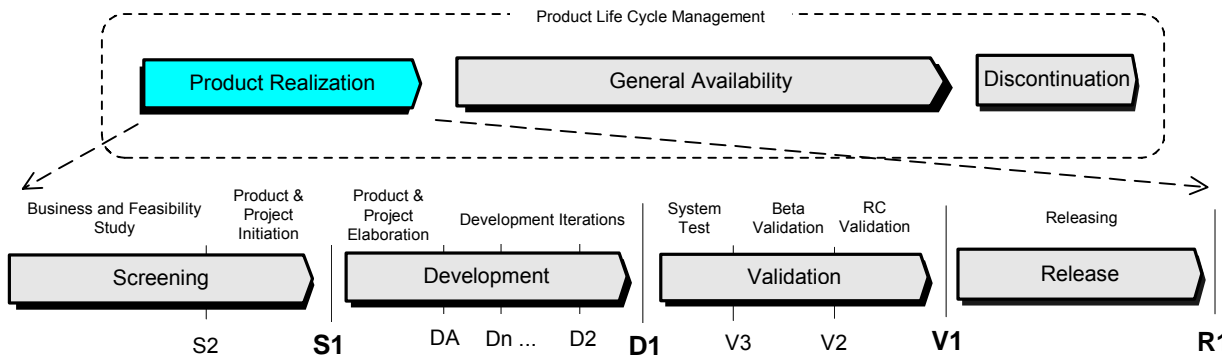 Product Life Cycle Management
Product Realization
General Availability
Discontinuation
Business and Feasibility
Study
Product &
Project
Initiation
Product &
Project
Elaboration
Development Iterations
System
Test
Beta
Validation
RC
Validation
Releasing
Screening
Development
Validation
Release
S2
S1
DA
Dn ...
D2
D1
V3
V2
V1
R1